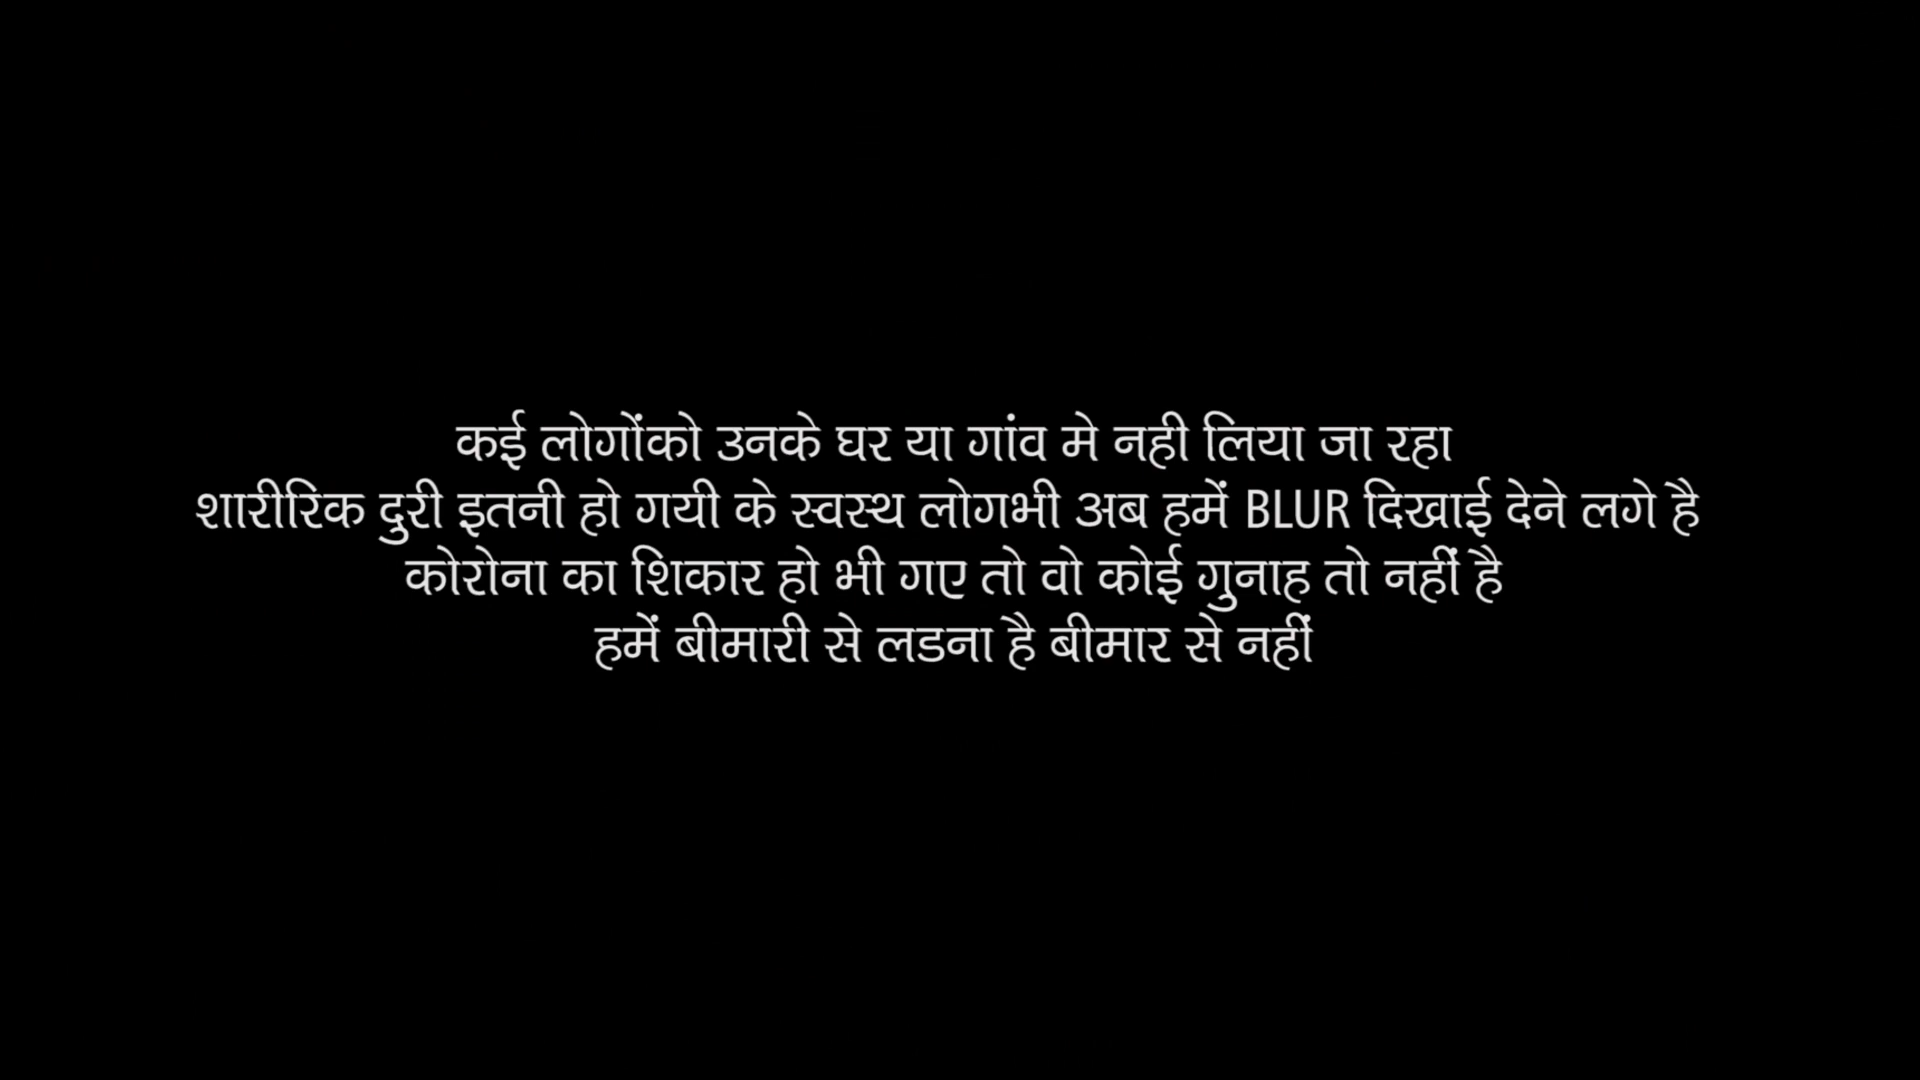 कई लोगोंको उनके घर या गांव मे नही लिया जा रहा
शारीरिक दुरी इतनी हो गयी के स्वस्थ लोगभी अब हमें BLUR दिखाई देने लगे है
कोरोना का शिकार हो भी गए तो वो कोई गुनाह तो नहीं है
हमें बीमारी से लडना है बीमार से नहीं